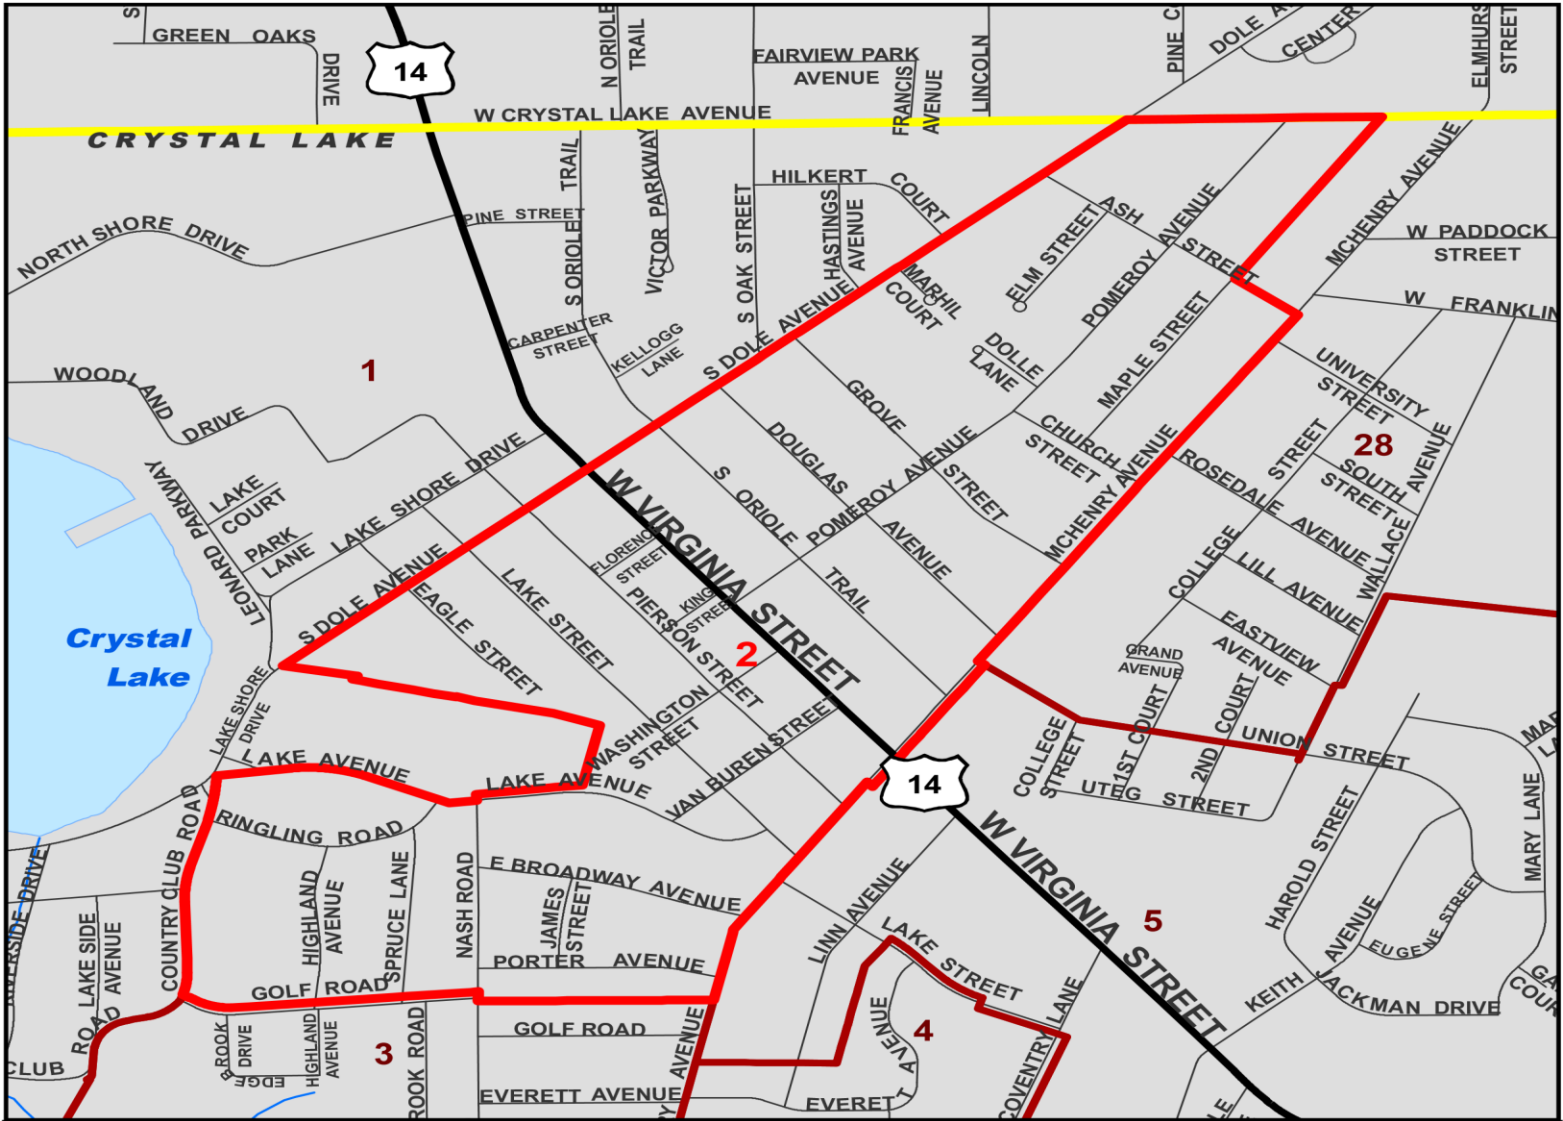 S
GREEN OAKS
DRIVE
14
N ORIOLE
TRAIL
FAIRVIEW PARK
AVENUE
FRANCIS
AVENUE
LINCOLN
PINE C
DOLE A
CENTER
ELMHURS
STREET
W CRYSTAL LAKE AVENUE
CRYSTAL LAKE
TRAIL
S ORIOLE
VICTOR PARKWAY
S OAK STREET
HILKERT
COURT
HASTINGS
AVENUE
ASH
STREET
ELM STREET
POMEROY AVENUE
MCHENRY AVENUE
W PADDOCK
STREET
W FRANKLIN
NORTH SHORE DRIVE
PINE STREET
CARPENTER
STREET
KELLOGG
LANE
S DOLE AVENUE
MARHIL
COURT
DOLLE
LANE
MAPLE STREET
UNIVERSITY
STREET
1
WOODLAND
DRIVE
LEONARD PARKWAY
LAKE
COURT
PARK
LANE
LAKE SHORE DRIVE
GROVE
STREET
DOUGLAS
AVENUE
S ORIOLE
TRAIL
POMEROY AVENUE
CHURCH
STREET
MCHENRY AVENUE
28
STREET
COLLEGE
SOUTH
STREET
ROSEDALE AVENUE
WALLACE
AVENUE
LILL AVENUE
EASTVIEW
AVENUE
GRAND
AVENUE
W VIRGINIA STREET
FLORENCE
STREET
KING
STREET
PIERSON STREET
S DOLE AVENUE
EAGLE STREET
LAKE STREET
2
Crystal
Lake
LAKE SHORE
DRIVE
LAKE AVENUE
LAKE AVENUE
WASHINGTON
STREET
VAN BUREN STREET
14
COLLEGE
STREET
1ST COURT
2ND COURT
UNION STREET
UTEG STREET
MARY LANE
HAROLD STREET
COUNTRY CLUB ROAD
RINGLING ROAD
HIGHLAND
AVENUE
SPRUCE LANE
NASH ROAD
E BROADWAY AVENUE
JAMES
STREET
PORTER AVENUE
LINN AVENUE
LAKE STREET
W VIRGINIA STREET
5
KEITH AVENUE
EUGENE STREET
JACKMAN DRIVE
LAKE SIDE
AVENUE
GOLF ROAD
CLUB
ROAD
BROOK
DRIVE
EDGE
HIGHLAND
AVENUE
3
ROOK ROAD
GOLF ROAD
EVERETT AVENUE
AVENUE
RY
EVERETT AVENUE
4
COVENTRY LANE
LE